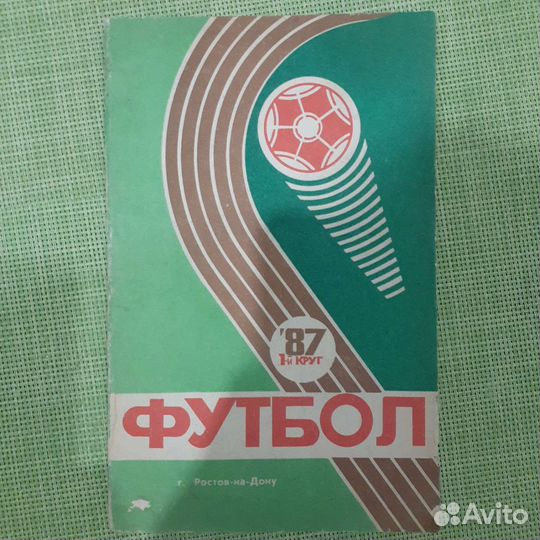 '87
1-й КРУГ
ФУТБОЛ
г. Ростов-на-Дону
Avito